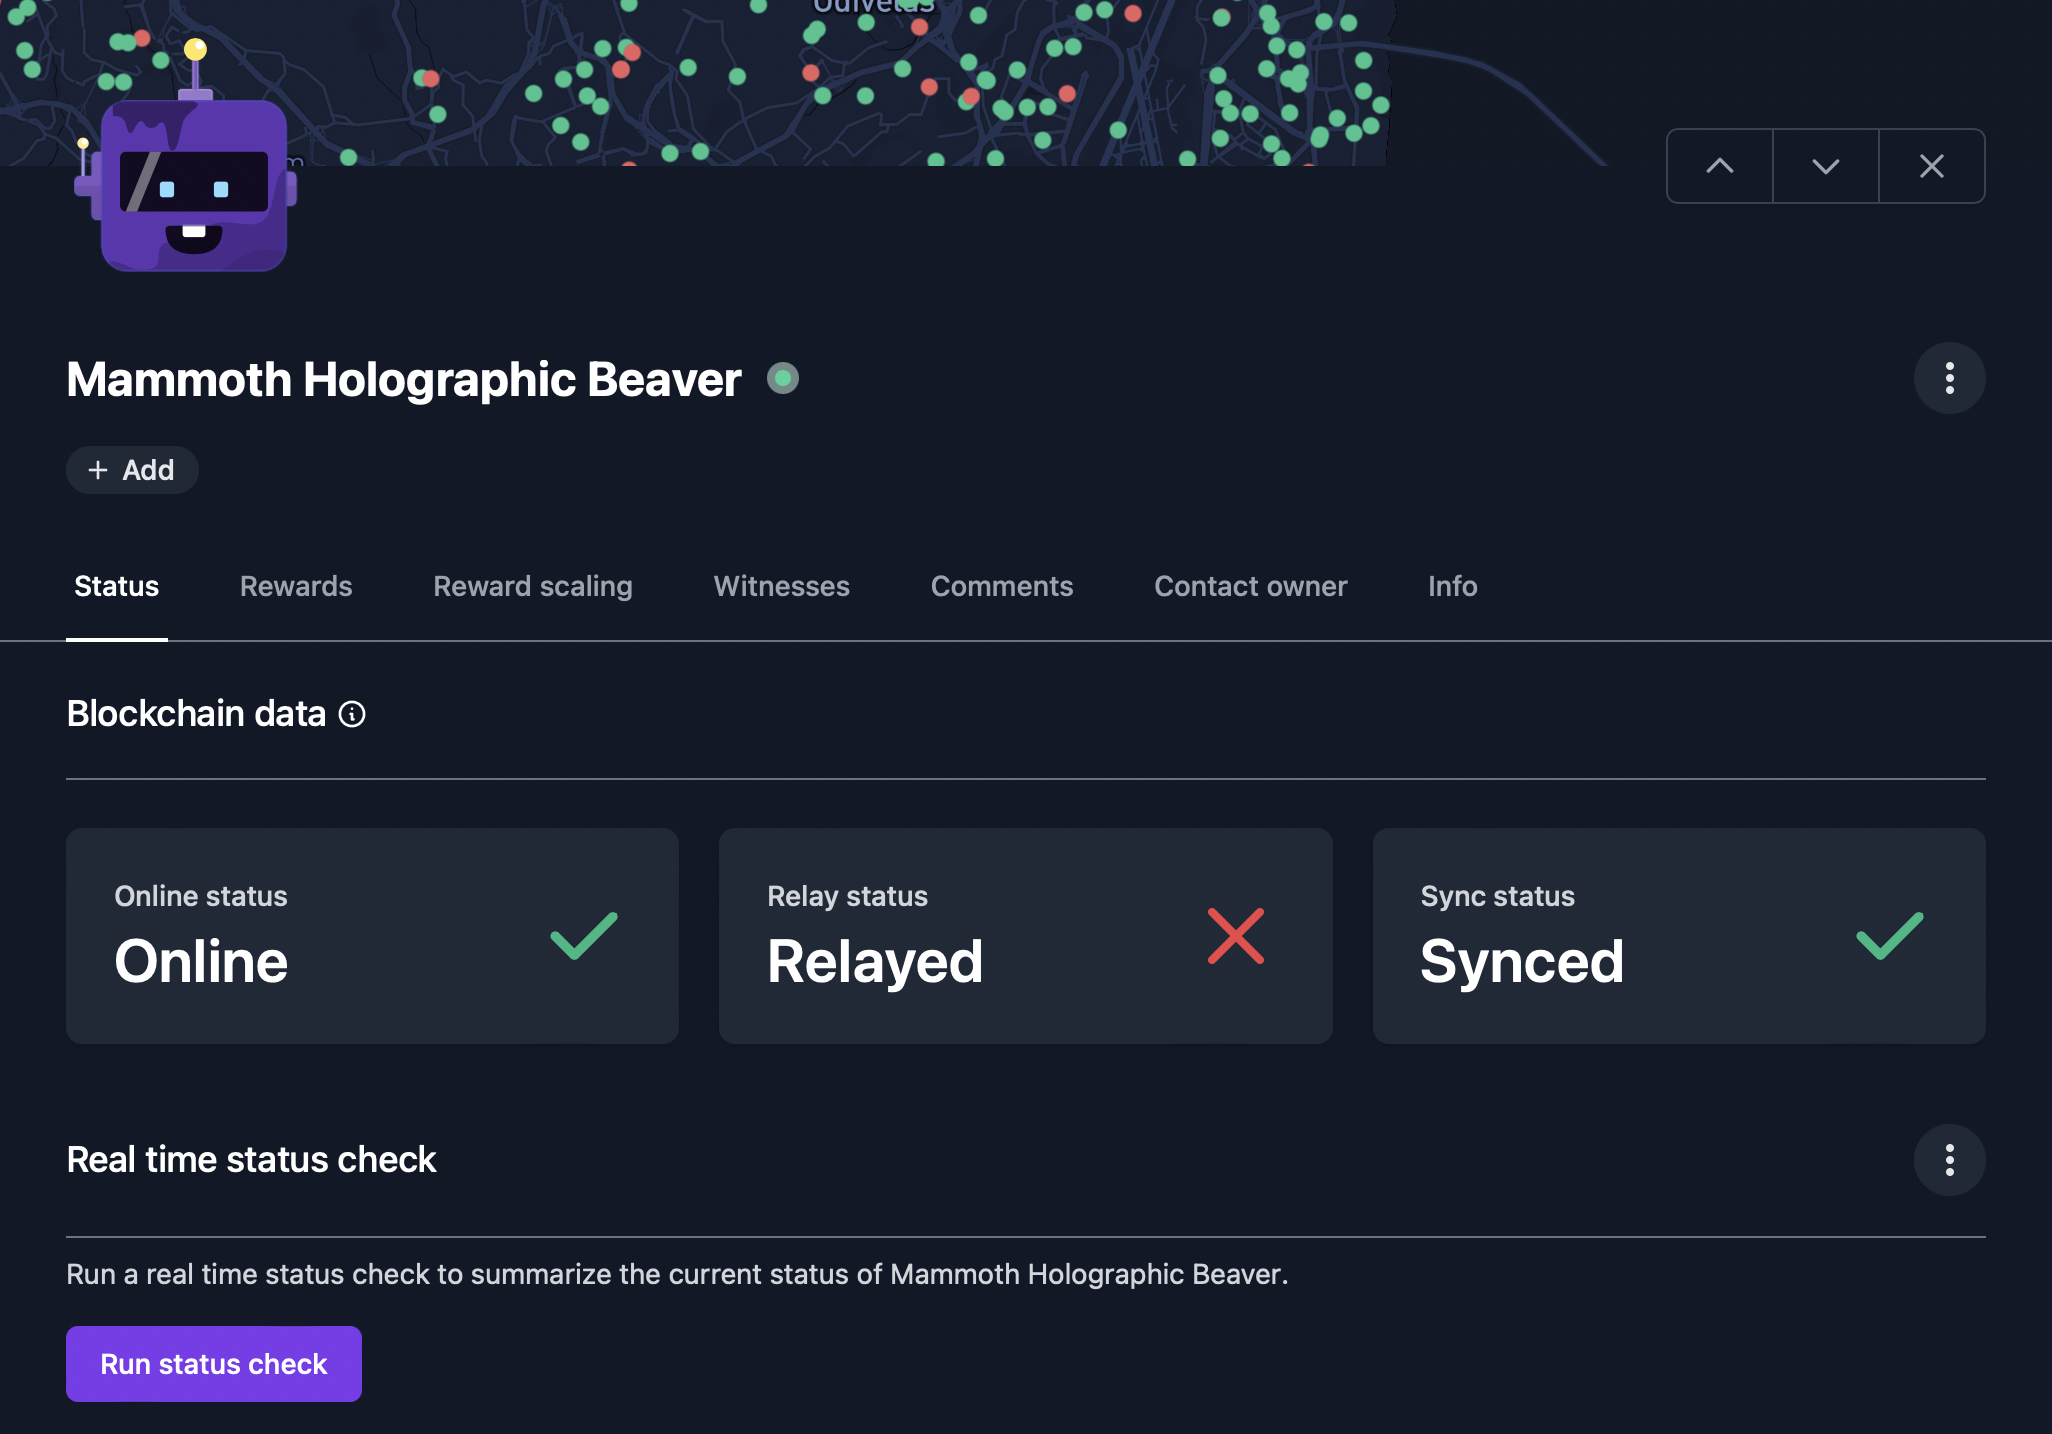 Odivelas
m
Mammoth Holographic Beaver
+ Add
Status Rewards Reward scaling Witnesses Comments Contact owner Info
Blockchain data
Online status
Online
Relay status
Relayed
Sync status
Synced
Real time status check
Run a real time status check to summarize the current status of Mammoth Holographic Beaver.
Run status check